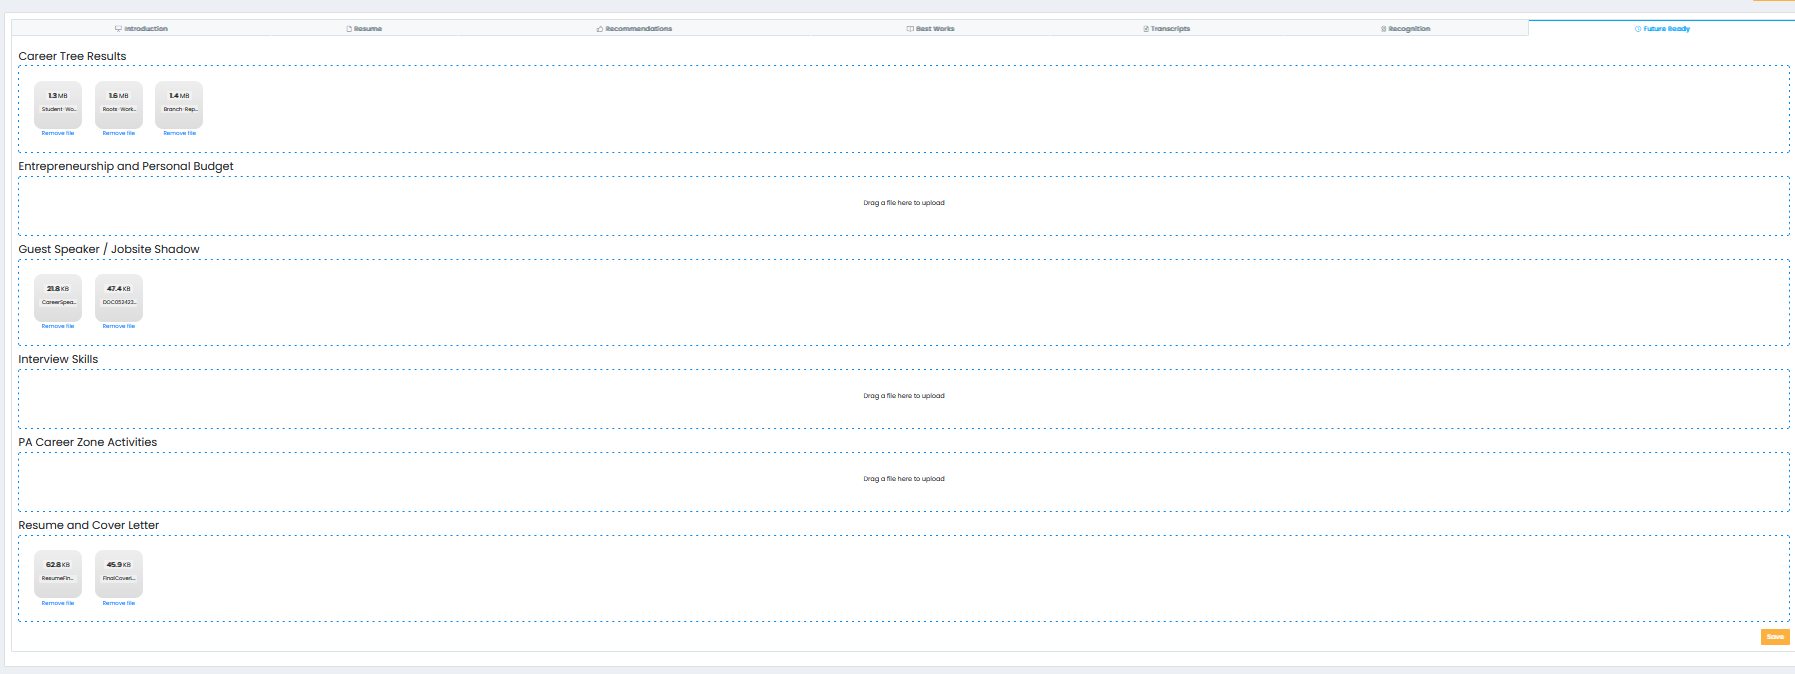 Introduction
Resume
Recommendations
Best Works
Transcripts
Recognition
Future Ready
Career Tree Results
1.3 MB 1.6 MB 1.4 MB
Student-Wo... Roots-Work... Branch-Rep...
Remove file Remove file Remove file
Entrepreneurship and Personal Budget
Drag a file here to upload
Guest Speaker / Jobsite Shadow
21.8 KB 47.4 KB
CareerSpea... DOC052423...
Remove file Remove file
Interview Skills
Drag a file here to upload
PA Career Zone Activities
Drag a file here to upload
Resume and Cover Letter
62.8 KB 45.9 KB
ResumeFin... FinalCoverL...
Remove file Remove file
Save